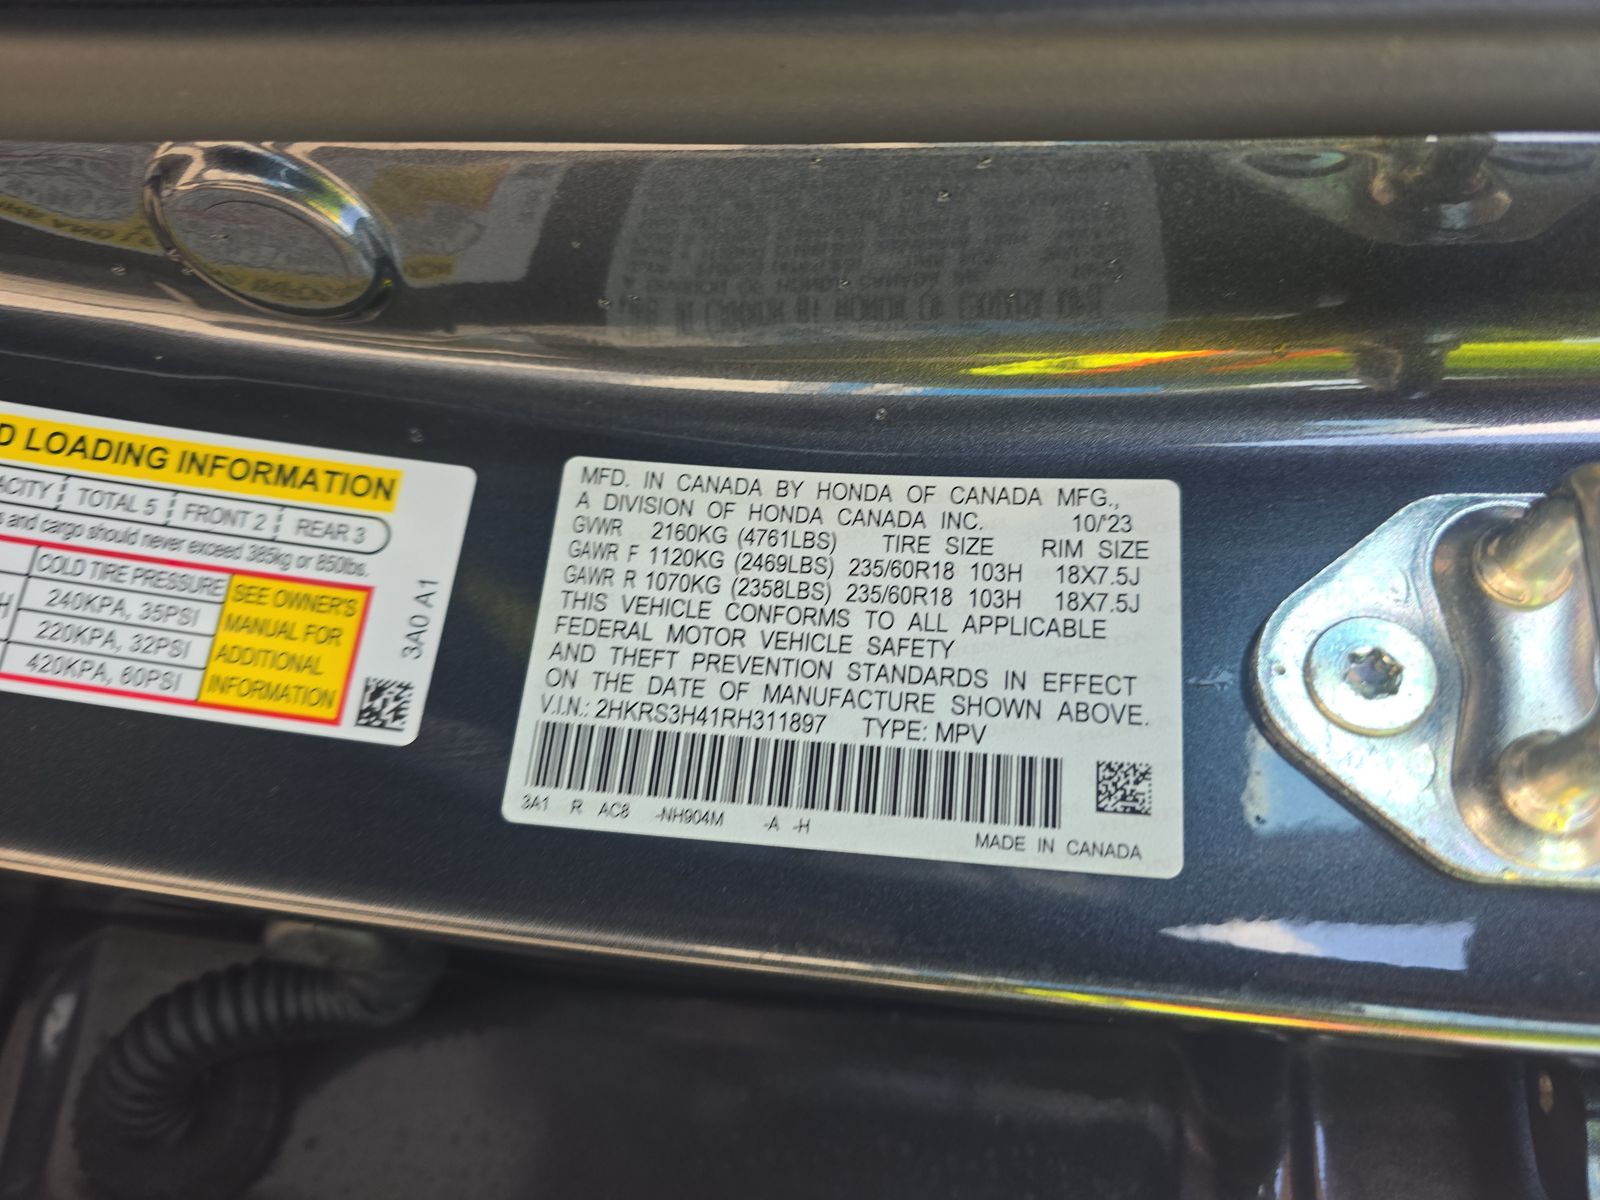 D LOADING INFORMATION
ACITY TOTAL 5 FRONT 2 REAR 3
s and cargo should never exceed 385kg or 850lbs.
COLD TIRE PRESSURE
H 240KPA, 35PSI
220KPA, 32PSI
420KPA, 60PSI
SEE OWNER'S
MANUAL FOR
ADDITIONAL
INFORMATION
3A0 A1
MFD. IN CANADA BY HONDA OF CANADA MFG.,
A DIVISION OF HONDA CANADA INC. 10/'23
GVWR 2160KG (4761LBS) TIRE SIZE RIM SIZE
GAWR F 1120KG (2469LBS) 235/60R18 103H 18X7.5J
GAWR R 1070KG (2358LBS) 235/60R18 103H 18X7.5J
THIS VEHICLE CONFORMS TO ALL APPLICABLE
FEDERAL MOTOR VEHICLE SAFETY
AND THEFT PREVENTION STANDARDS IN EFFECT
ON THE DATE OF MANUFACTURE SHOWN ABOVE.
V.I.N.: 2HKRS3H41RH311897 TYPE: MPV
3A1 R AC8 -NH904M -A -H
MADE IN CANADA